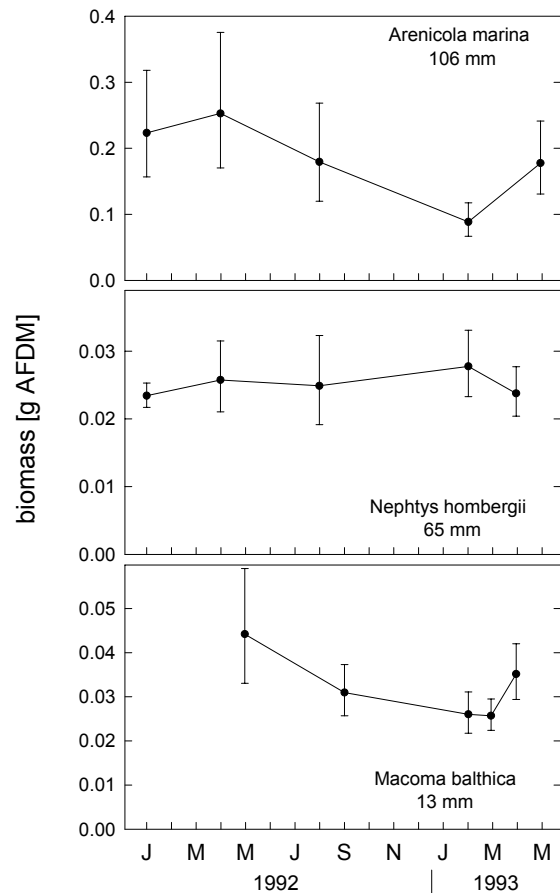 biomass [g AFDM]
0.4
Arenicola marina
106 mm
0.3
0.2
0.1
0.0
0.03
0.02
0.01
Nephtys hombergii
65 mm
0.00
0.05
0.04
0.03
0.02
0.01
Macoma balthica
13 mm
0.00
J M M J S N J M M
1992 1993